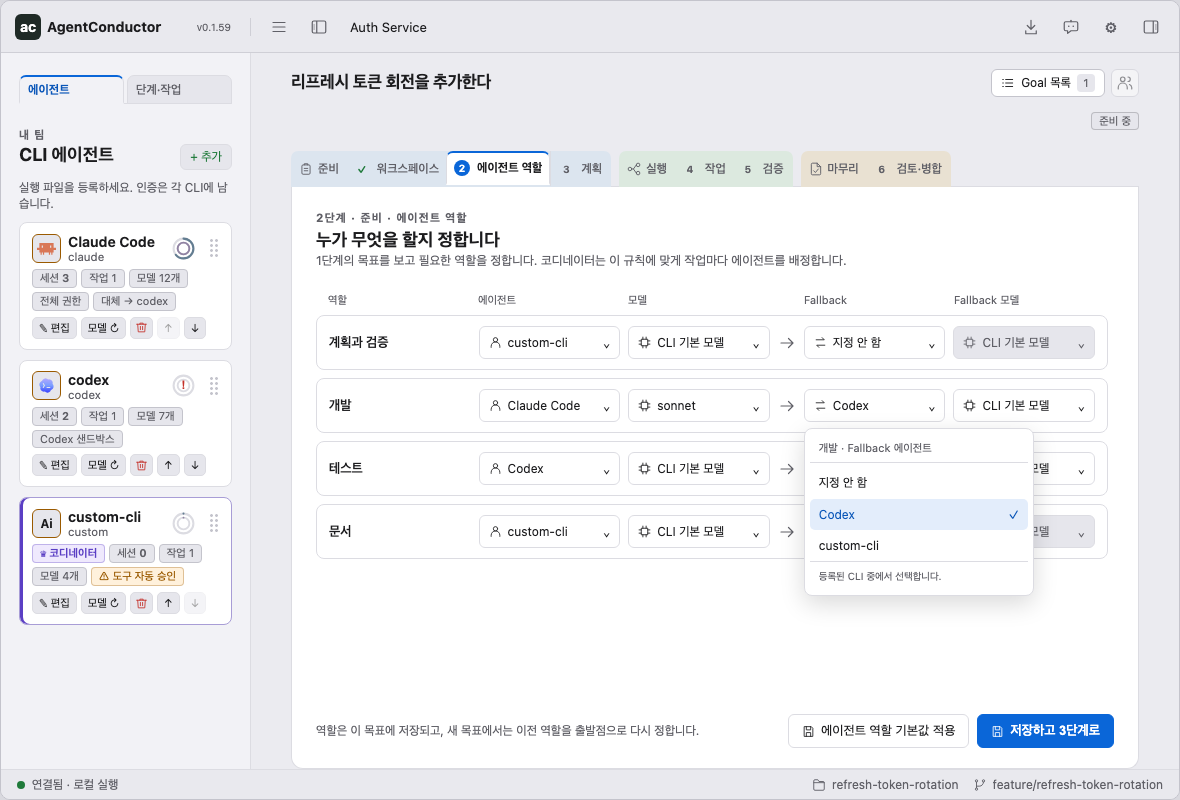 ac AgentConductor v0.1.59 Auth Service
에이전트 단계·작업
내 팀
CLI 에이전트
+ 추가
실행 파일을 등록하세요. 인증은 각 CLI에 남
습니다.
Claude Code
claude
세션 3 작업 1 모델 12개
전체 권한 대체 → codex
✎ 편집 모델 ↻ ↑ ↓
codex
codex
세션 2 작업 1 모델 7개
Codex 샌드박스
✎ 편집 모델 ↻ ↑ ↓
Ai custom-cli
custom
코디네이터 세션 0 작업 1
모델 4개 ⚠ 도구 자동 승인
✎ 편집 모델 ↻ ↑ ↓
리프레시 토큰 회전을 추가한다
Goal 목록 1
준비 중
준비 ✓ 워크스페이스 2 에이전트 역할 3 계획 실행 4 작업 5 검증 마무리 6 검토·병합
2단계 · 준비 · 에이전트 역할
누가 무엇을 할지 정합니다
1단계의 목표를 보고 필요한 역할을 정합니다. 코디네이터는 이 규칙에 맞게 작업마다 에이전트를 배정합니다.
역할 에이전트 모델 Fallback Fallback 모델
계획과 검증 custom-cli CLI 기본 모델 → 지정 안 함 CLI 기본 모델
개발 Claude Code sonnet → Codex CLI 기본 모델
테스트 Codex CLI 기본 모델 → 모델
문서 custom-cli CLI 기본 모델 → 모델
개발 · Fallback 에이전트
지정 안 함
Codex ✓
custom-cli
등록된 CLI 중에서 선택합니다.
역할은 이 목표에 저장되고, 새 목표에서는 이전 역할을 출발점으로 다시 정합니다.
에이전트 역할 기본값 적용
저장하고 3단계로
연결됨 · 로컬 실행
refresh-token-rotation feature/refresh-token-rotation